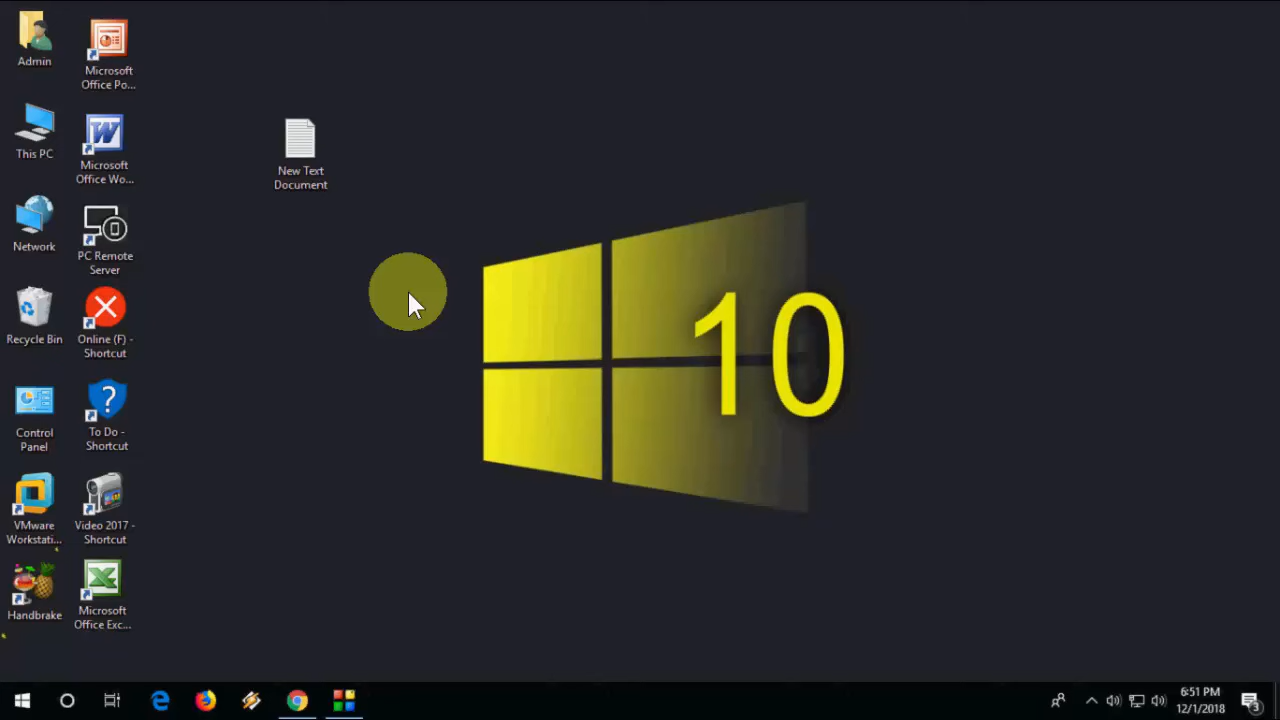 Admin
Microsoft
Office Po...
This PC
Microsoft
Office Wo...
New Text
Document
Network
PC Remote
Server
Recycle Bin
Online (F) -
Shortcut
Control
Panel
To Do -
Shortcut
VMware
Workstati...
Video 2017 -
Shortcut
Handbrake
Microsoft
Office Exc...
10
6:51 PM
12/1/2018
3